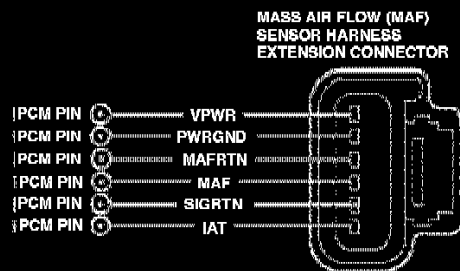 MASS AIR FLOW (MAF)
SENSOR HARNESS
EXTENSION CONNECTOR
PCM PIN VPWR
PCM PIN PWRGND
PCM PIN MAFRTN
PCM PIN MAF
PCM PIN SIGRTN
PCM PIN IAT